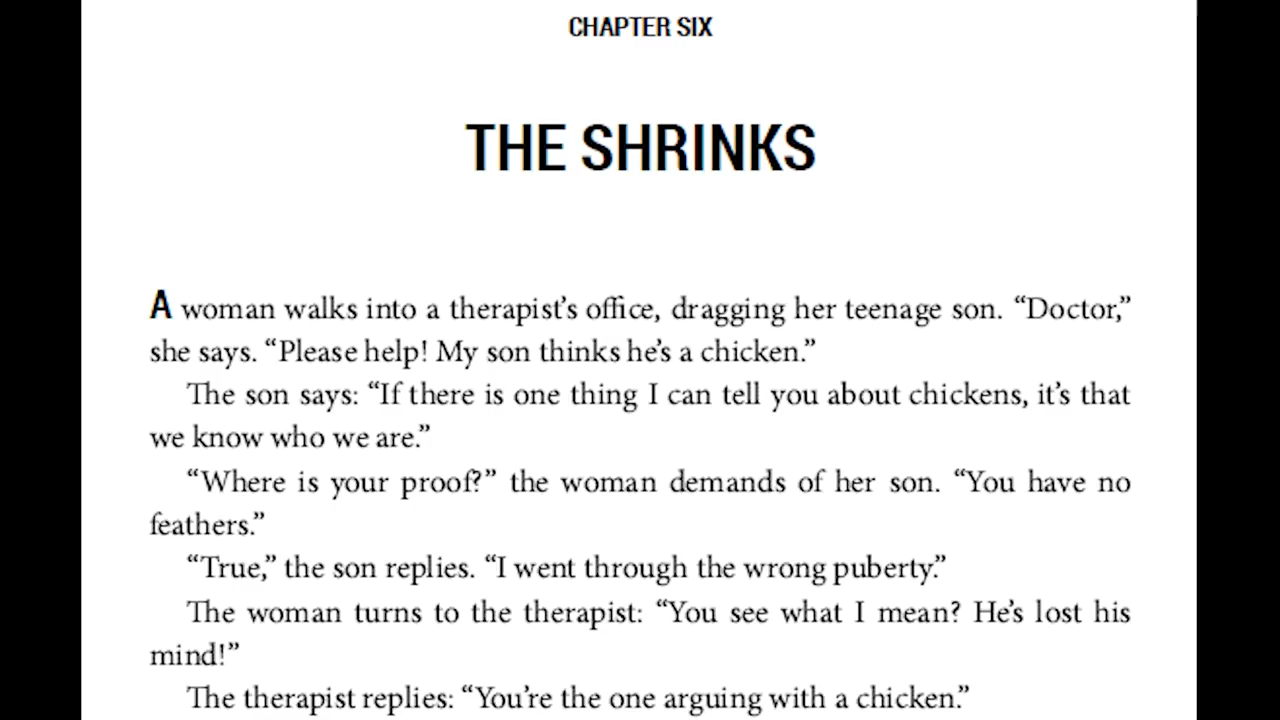 CHAPTER SIX
THE SHRINKS
A woman walks into a therapist’s office, dragging her teenage son. “Doctor,”
she says. “Please help! My son thinks he’s a chicken.”
The son says: “If there is one thing I can tell you about chickens, it’s that
we know who we are.”
“Where is your proof?” the woman demands of her son. “You have no
feathers.”
“True,” the son replies. “I went through the wrong puberty.”
The woman turns to the therapist: “You see what I mean? He’s lost his
mind!”
The therapist replies: “You’re the one arguing with a chicken.”